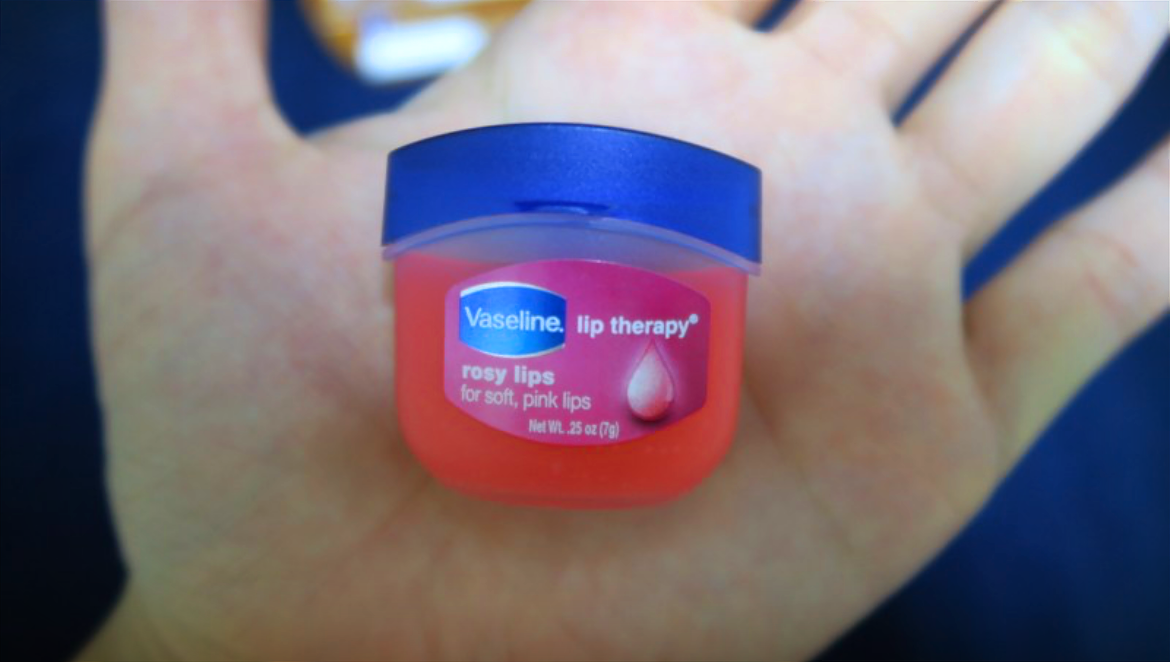 Vaseline. lip therapy®
rosy lips
for soft, pink lips
Net Wt. .25 oz (7g)